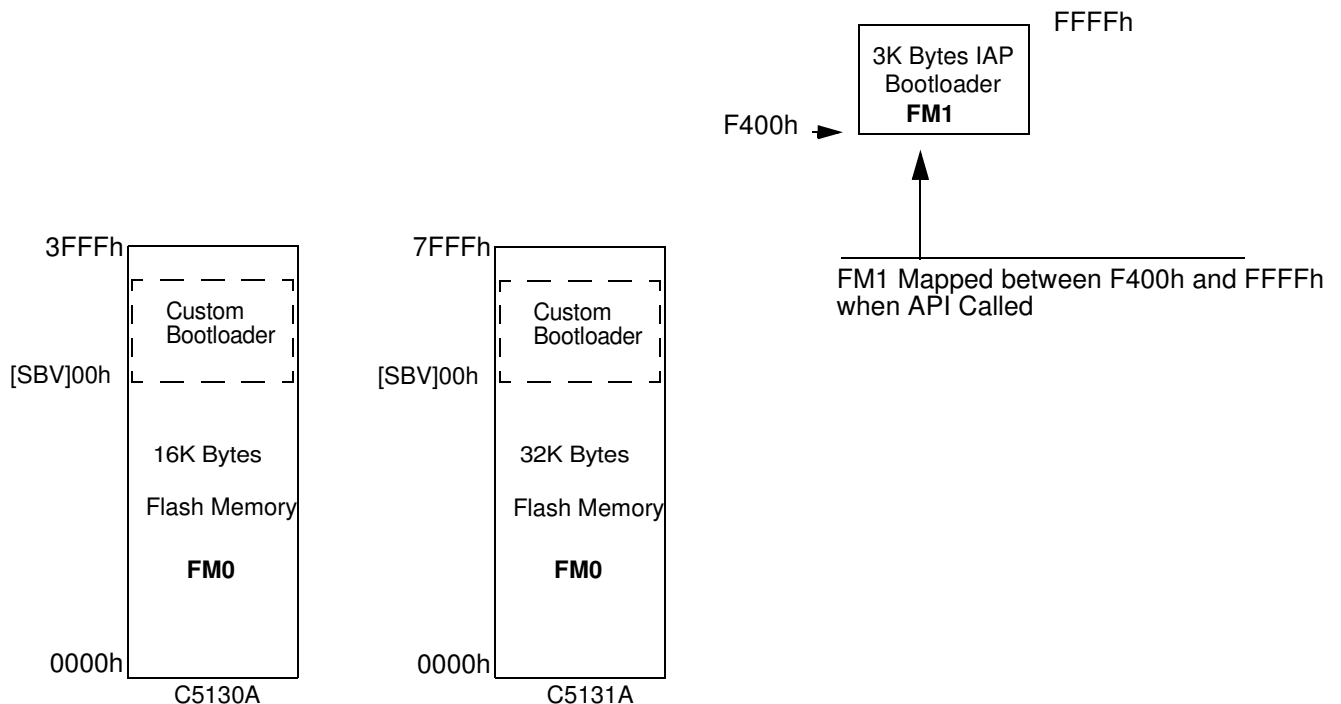 FFFFh
3K Bytes IAP
Bootloader
FM1
F400h
FM1 Mapped between F400h and FFFFh
when API Called
3FFFh
Custom
Bootloader
[SBV]00h
16K Bytes
Flash Memory
FM0
0000h
C5130A
7FFFh
Custom
Bootloader
[SBV]00h
32K Bytes
Flash Memory
FM0
0000h
C5131A